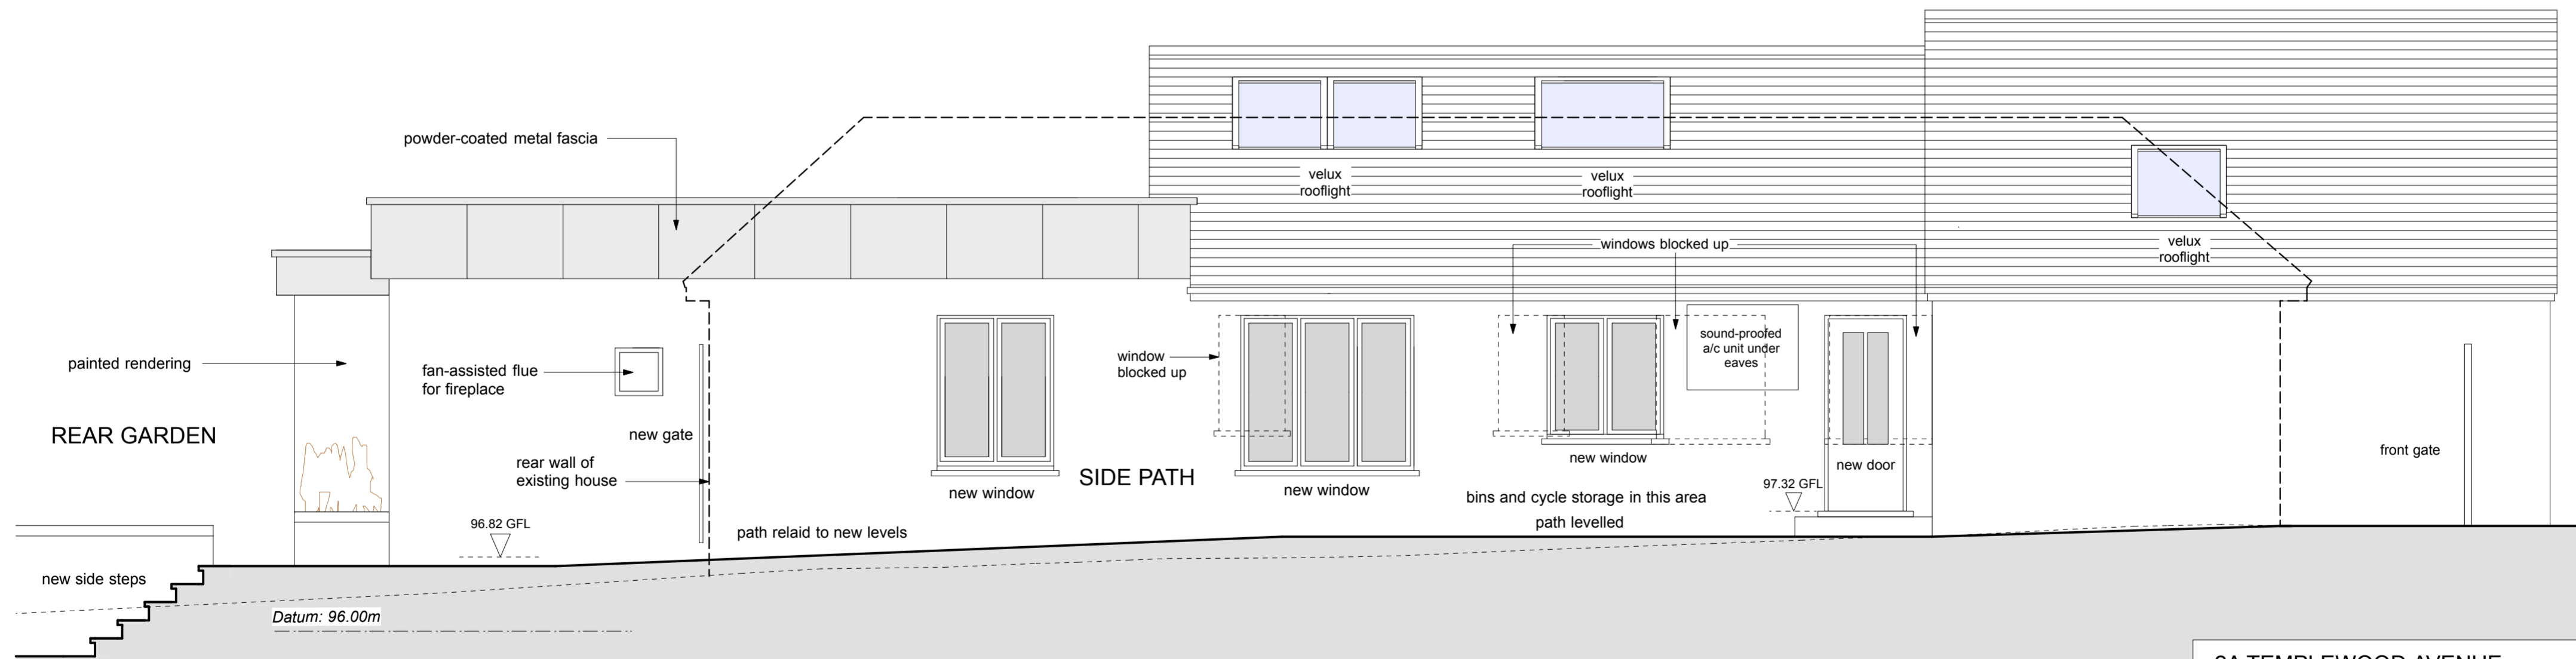 powder-coated metal fascia
velux
rooflight
velux
rooflight
velux
rooflight
windows blocked up
painted rendering
fan-assisted flue
for fireplace
window
blocked up
sound-proofed
a/c unit under
eaves
REAR GARDEN
new gate
rear wall of
existing house
SIDE PATH
new window
new window
new window
new door
front gate
bins and cycle storage in this area
path levelled
97.32 GFL
96.82 GFL
path relaid to new levels
new side steps
Datum: 96.00m
2A TEMPLEWOOD AVENUE